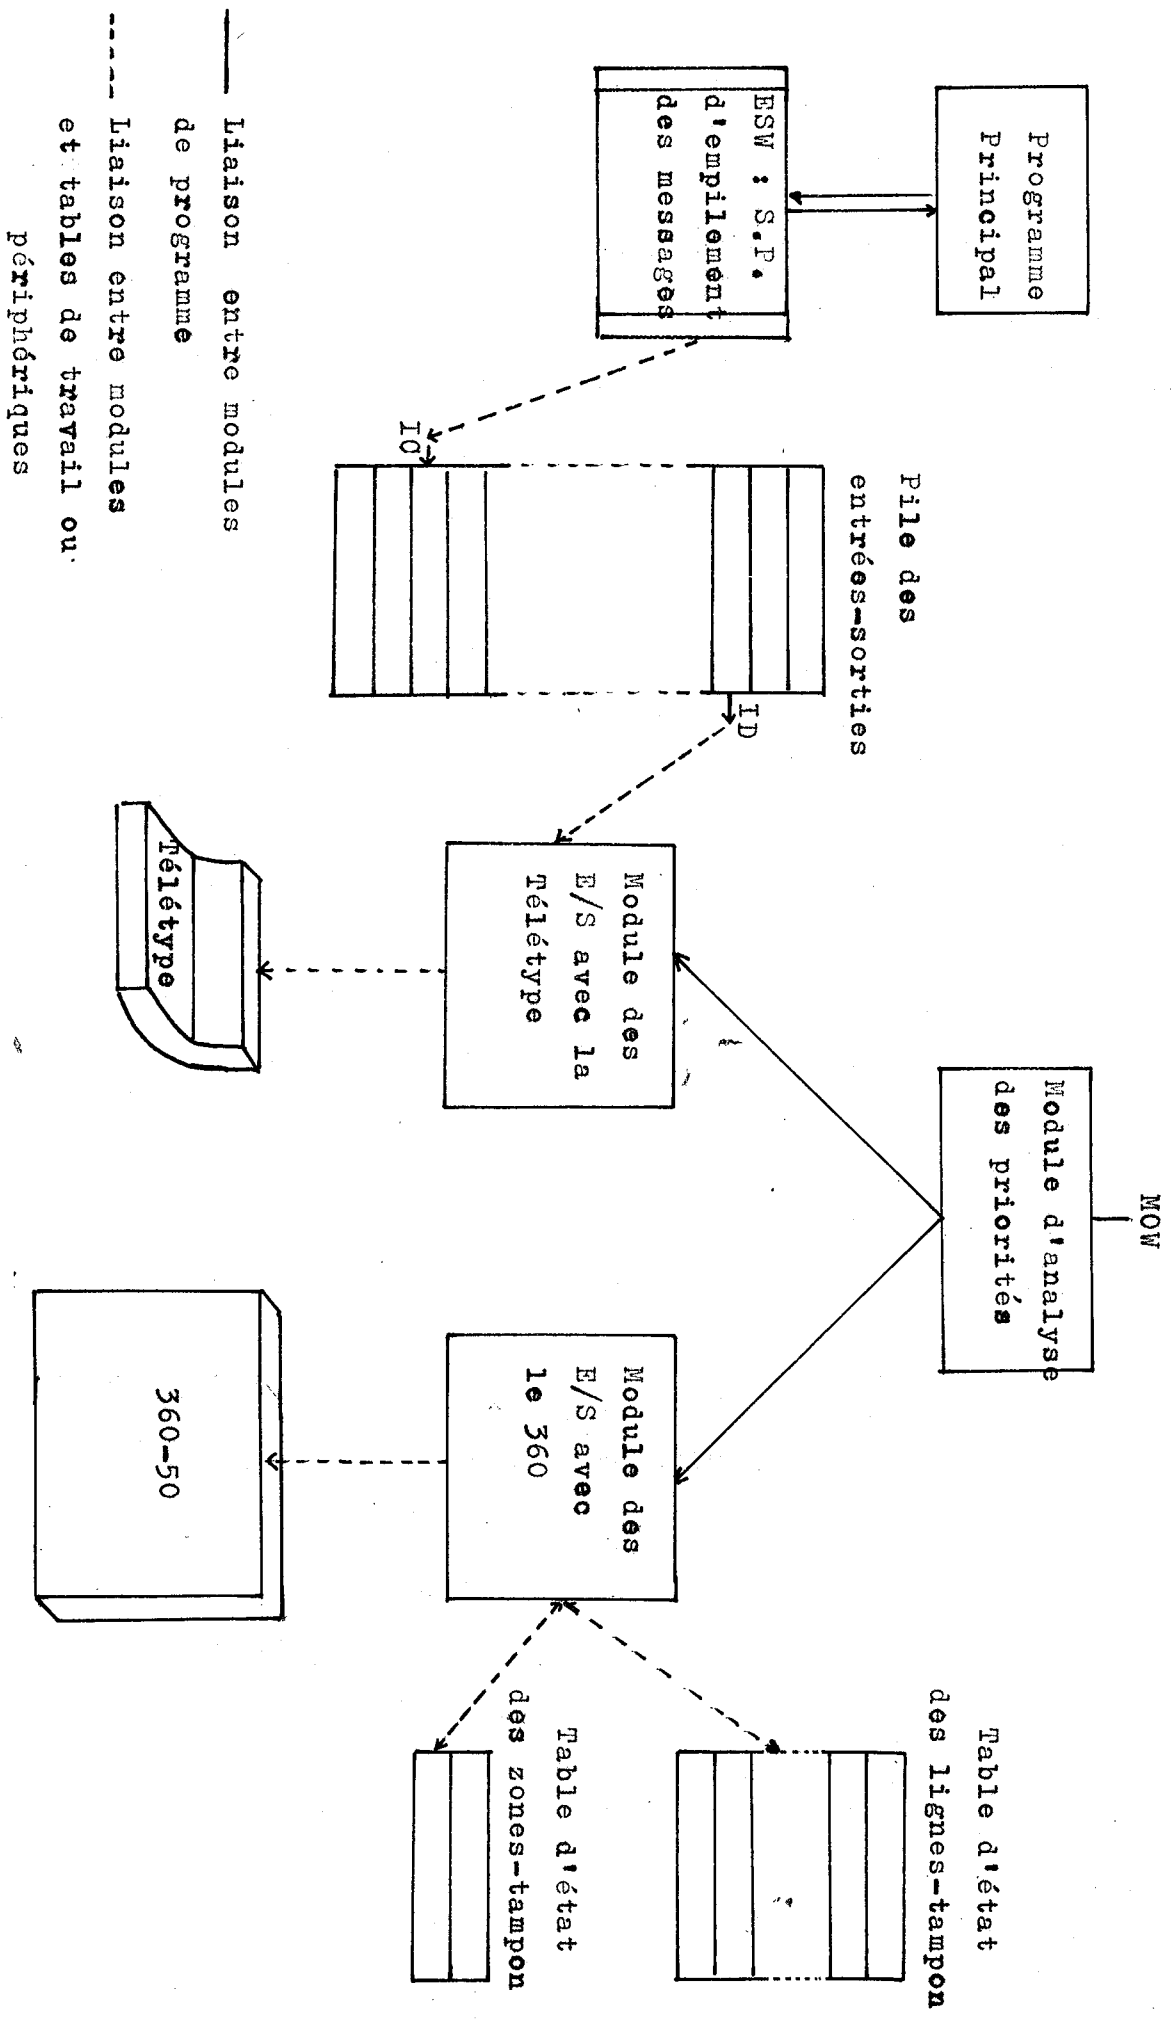 MOW
Programme
Principal
Module d'analyse
des priorités
ESW : S.P.
d'empilement
des messages
Pile des
entrées-sorties
IC
ID
Module des
E/S avec la
Télétype
Module des
E/S avec
le 360
Table d'état
des lignes-tampon
Table d'état
des zones-tampon
Télétype
360-50
Liaison entre modules
de programme
Liaison entre modules
et tables de travail ou
périphériques